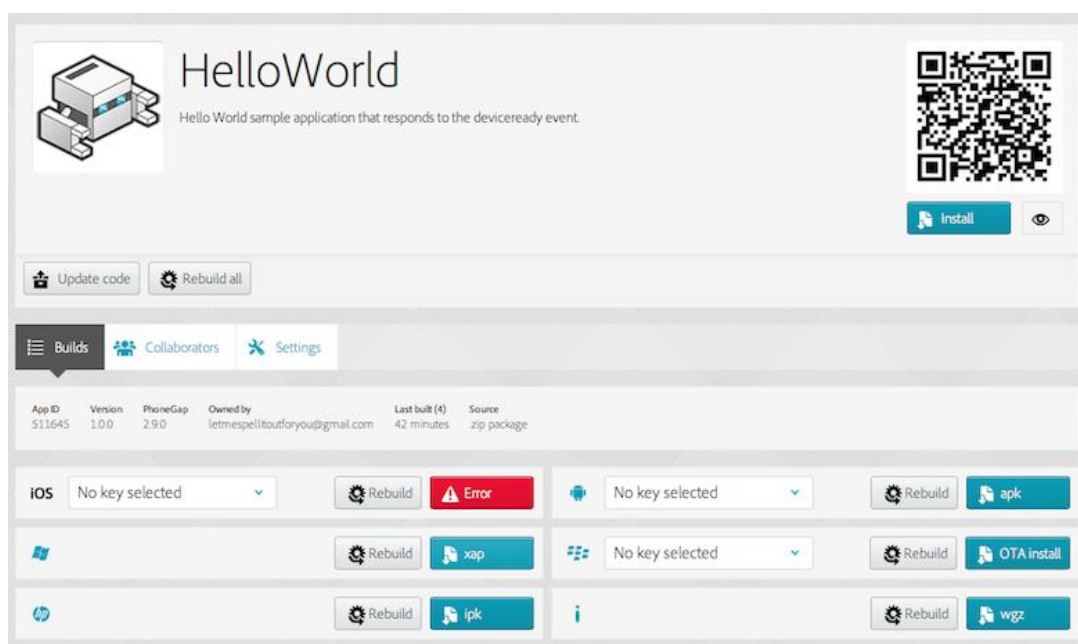 HelloWorld
Hello World sample application that responds to the deviceready event.
Install
Update code
Rebuild all
Builds Collaborators Settings
App ID Version PhoneGap Owned by Last built (4) Source
511645 1.0.0 2.9.0 letmespellitoutforyou@gmail.com 42 minutes zip package
iOS No key selected Rebuild Error
No key selected Rebuild apk
Rebuild xap
No key selected Rebuild OTA install
hp Rebuild ipk
i Rebuild wgz